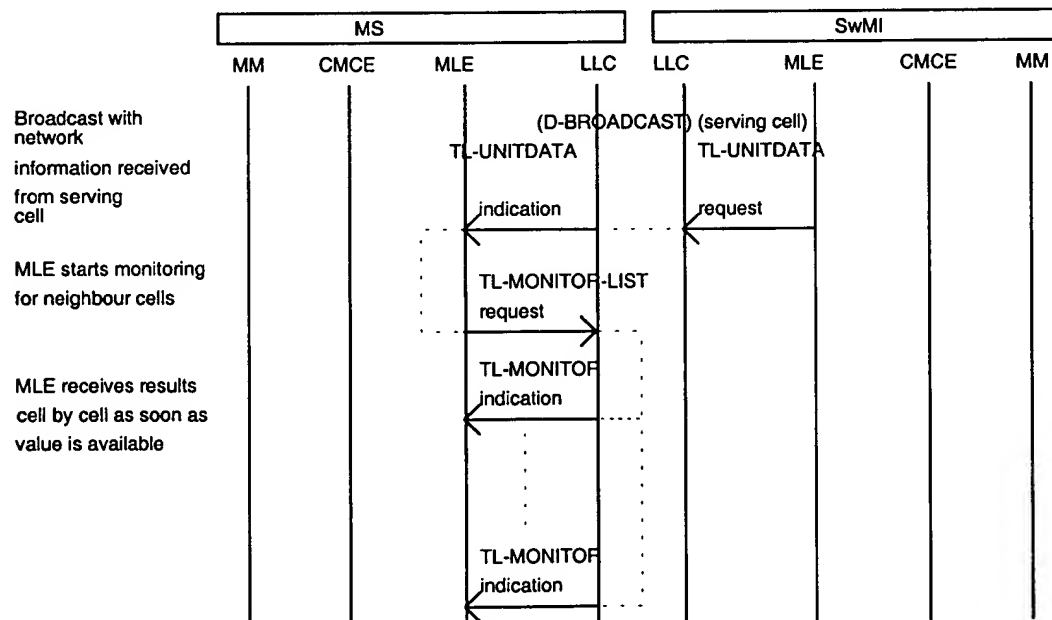 MS
SwMI
MM CMCE MLE LLC LLC MLE CMCE MM
Broadcast with
network
information received
from serving
cell
(D-BROADCAST) (serving cell)
TL-UNITDATA TL-UNITDATA
indication request
MLE starts monitoring
for neighbour cells
TL-MONITOR-LIST
request
MLE receives results
cell by cell as soon as
value is available
TL-MONITOR
indication
TL-MONITOR
indication